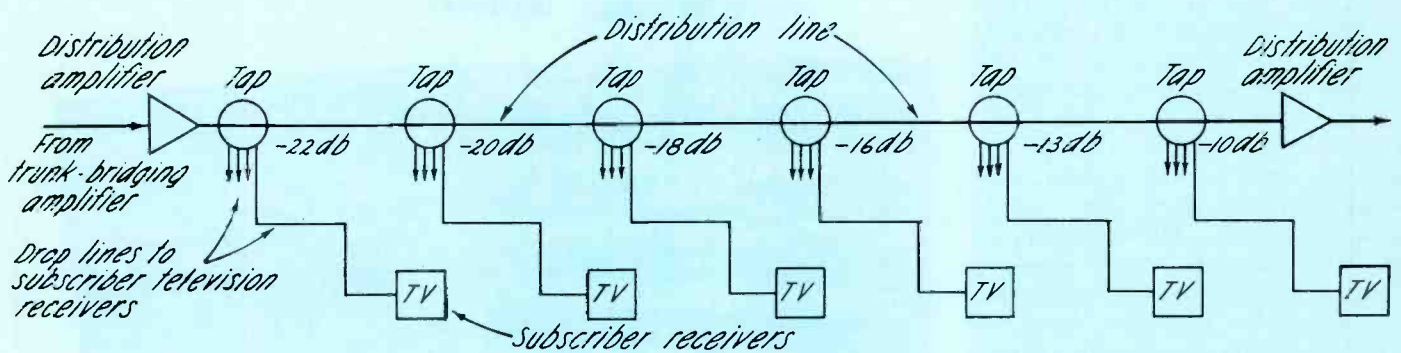 Distribution
amplifier
Tap
Tap
Distribution line
Tap
Tap
Tap
Tap
Distribution
amplifier
-22db
-20db
-18db
-16db
-13db
-10db
From
trunk-bridging
amplifier
Drop lines to
subscriber television
receivers
TV
TV
TV
TV
TV
TV
Subscriber receivers